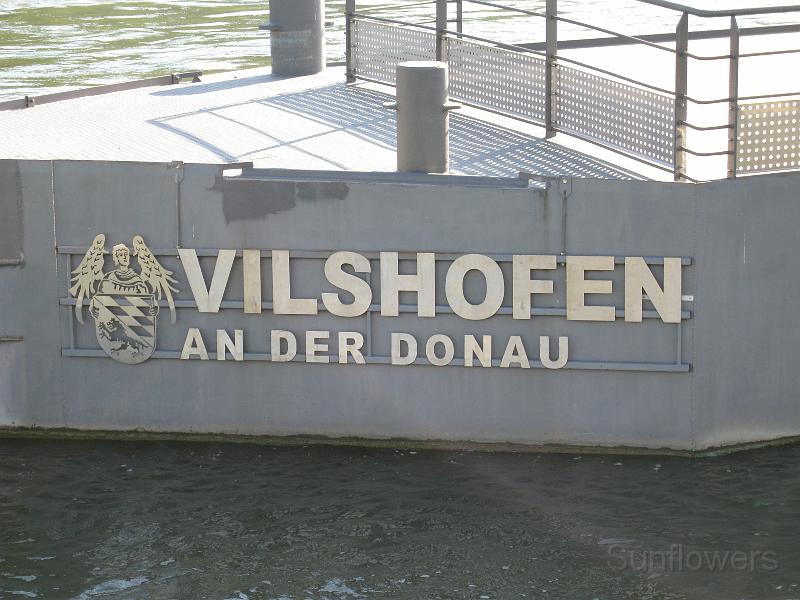 VILSHOFEN
AN DER DONAU
Sunflowers